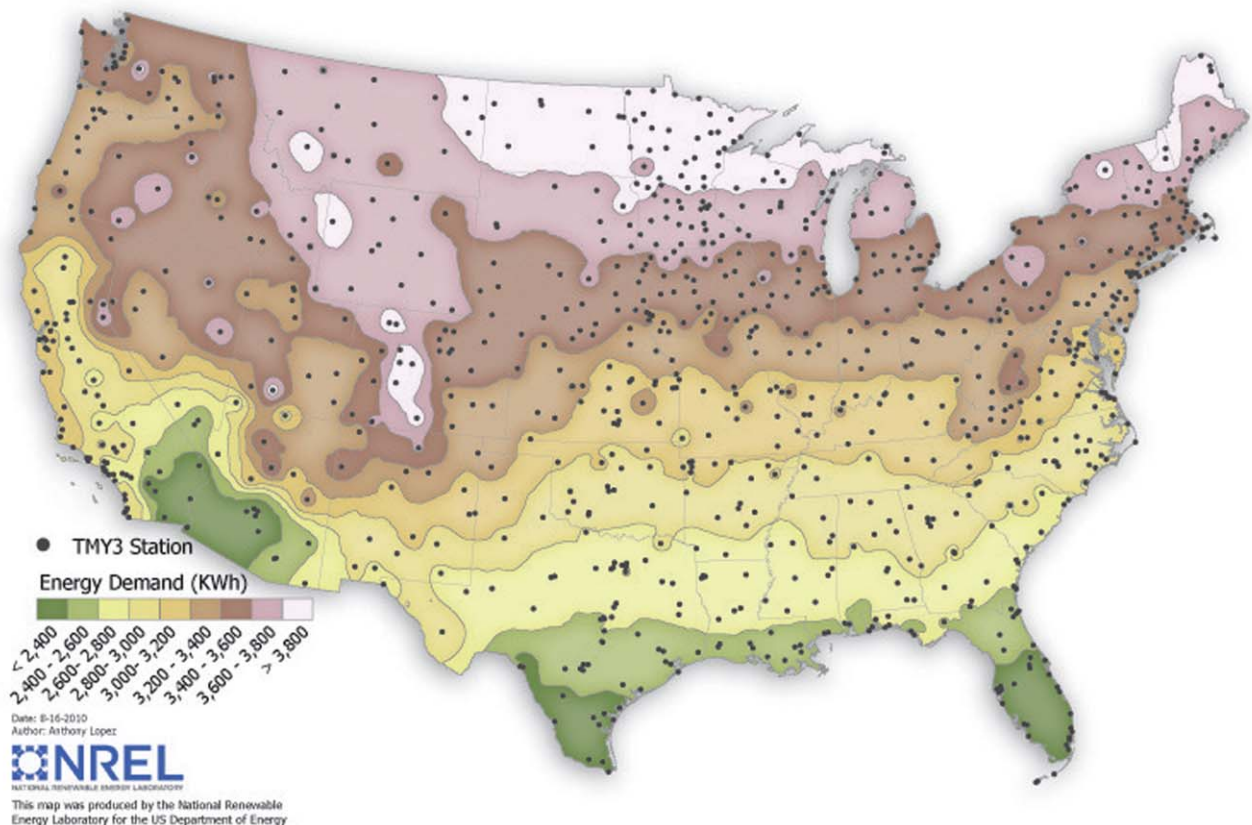 TMY3 Station
Energy Demand (KWh)
< 2,400
2,400 - 2,600
2,600 - 2,800
2,800 - 3,000
3,000 - 3,200
3,200 - 3,400
3,400 - 3,600
3,600 - 3,800
> 3,800
Date: 8-16-2010
Author: Anthony Lopez
NREL
NATIONAL RENEWABLE ENERGY LABORATORY
This map was produced by the National Renewable
Energy Laboratory for the US Department of Energy